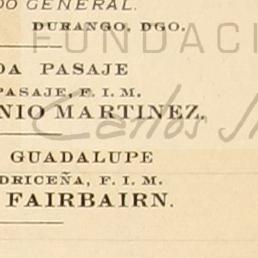 DO GENERAL.
DURANGO, DGO.
FUNDACI
DA PASAJE
PASAJE, F. I. M.
NIO MARTINEZ.
Carlos
GUADALUPE
DRICEÑA, F. I. M.
FAIRBAIRN.